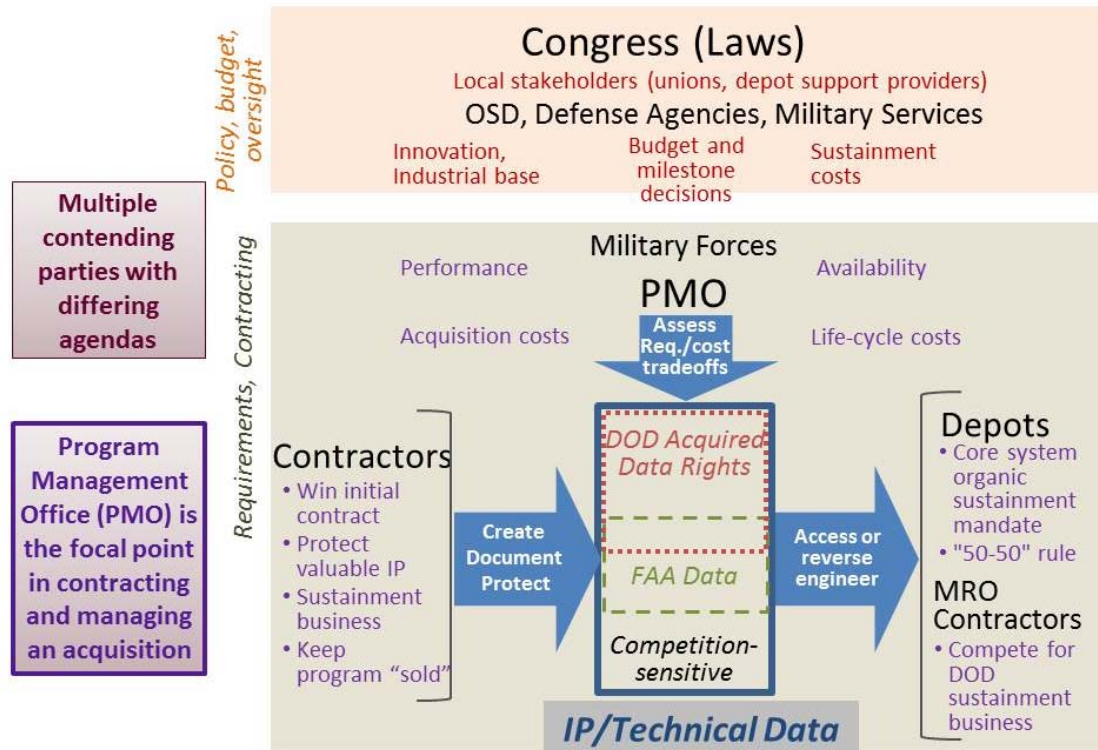 Policy, budget,
oversight
Congress (Laws)
Local stakeholders (unions, depot support providers)
OSD, Defense Agencies, Military Services
Innovation,
Industrial base
Budget and
milestone
decisions
Sustainment
costs
Multiple
contending
parties with
differing
agendas
Program
Management
Office (PMO) is
the focal point
in contracting
and managing
an acquisition
Requirements, Contracting
Military Forces
PMO
Performance
Acquisition costs
Availability
Life-cycle costs
Assess
Req./cost
tradeoffs
Contractors
• Win initial
contract
• Protect
valuable IP
• Sustainment
business
• Keep
program “sold”
Create
Document
Protect
DOD Acquired
Data Rights
FAA Data
Competition-
sensitive
IP/Technical Data
Access or
reverse
engineer
Depots
• Core system
organic
sustainment
mandate
• "50-50" rule
MRO
Contractors
• Compete for
DOD
sustainment
business